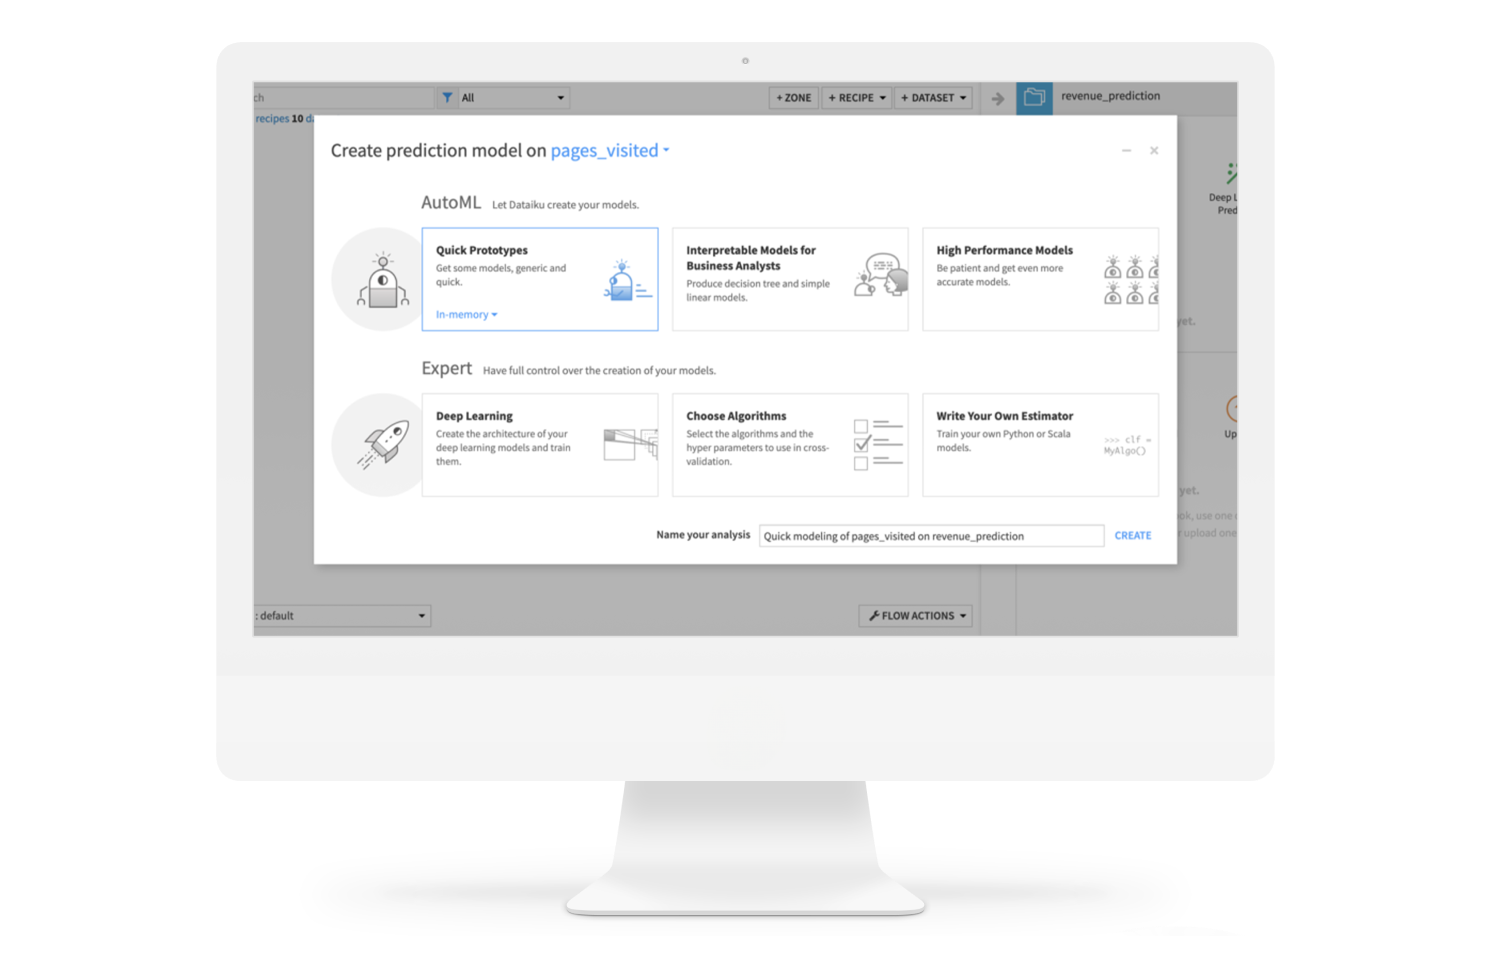 ch
All
+ ZONE
+ RECIPE
+ DATASET
revenue_prediction
recipes 10 da
Create prediction model on pages_visited
Deep L
Pred
AutoML Let Dataiku create your models.
Quick Prototypes
Get some models, generic and
quick.
In-memory
Interpretable Models for
Business Analysts
Produce decision tree and simple
linear models.
High Performance Models
Be patient and get even more
accurate models.
yet.
Expert Have full control over the creation of your models.
Deep Learning
Create the architecture of your
deep learning models and train
them.
Choose Algorithms
Select the algorithms and the
hyper parameters to use in cross-
validation.
Write Your Own Estimator
Train your own Python or Scala
models.
>>> clf =
MyAlgo()
Up
yet.
ok, use one
r upload one
Name your analysis
Quick modeling of pages_visited on revenue_prediction
CREATE
: default
FLOW ACTIONS